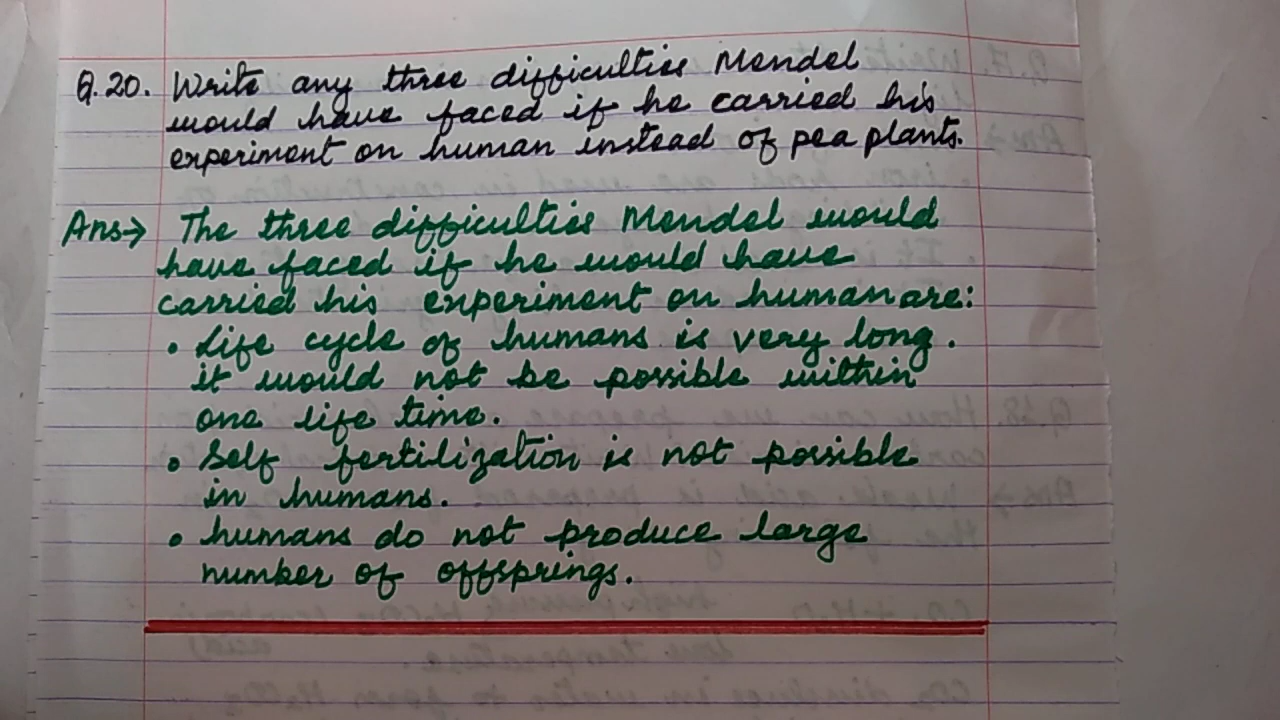 Q.20. Write any three difficulties Mendel
would have faced if he carried his
experiment on human instead of pea plants.
Ans→ The three difficulties Mendel would
have faced if he would have
carried his experiment on human are:
• Life cycle of humans is very long.
it would not be possible within
one life time.
• Self fertilization is not possible
in humans.
• humans do not produce large
number of offsprings.